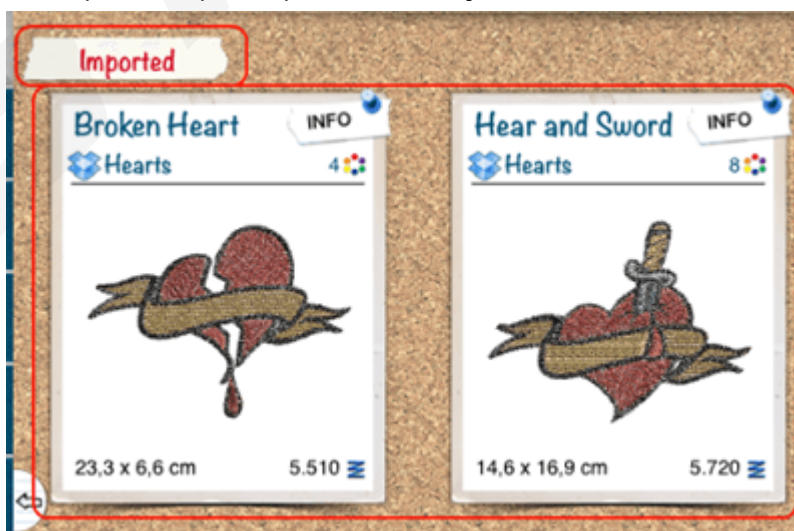 Imported
Broken Heart INFO
Hearts 4
23,3 x 6,6 cm 5.510
Hear and Sword INFO
Hearts 8
14,6 x 16,9 cm 5.720